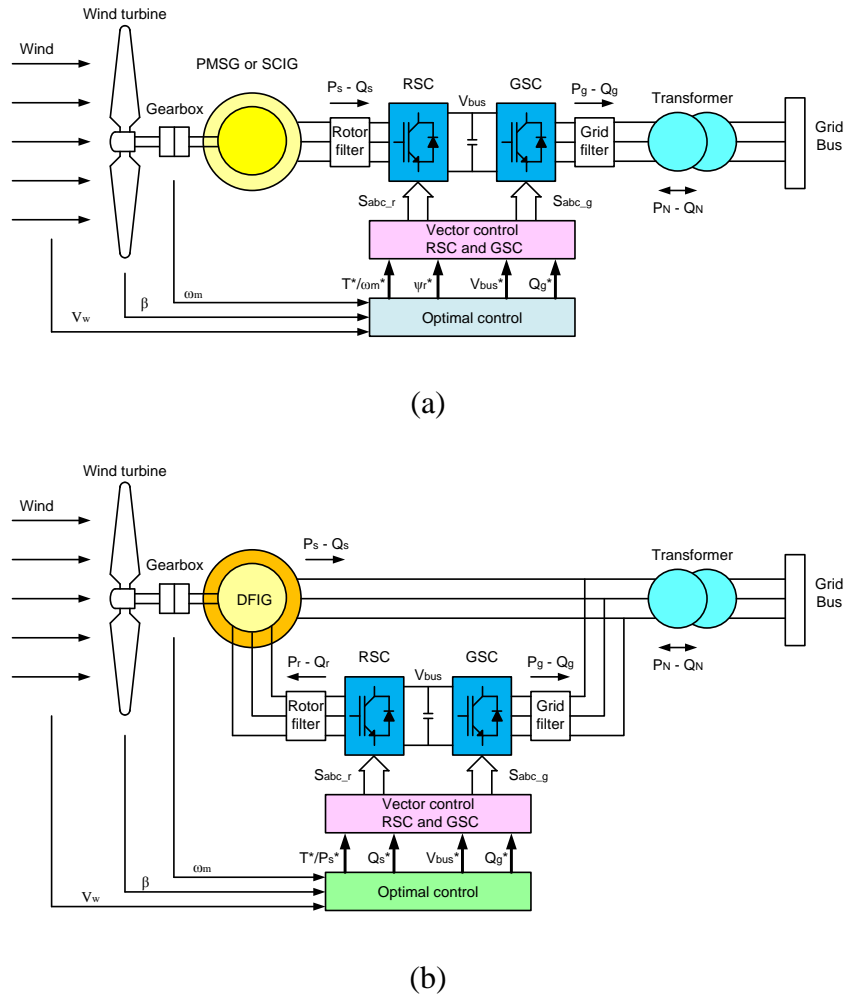 Wind turbine
Wind
PMSG or SCIG
Gearbox
Ps - Qs
RSC
Vbus
GSC
Pg - Qg
Transformer
Rotor
filter
Grid
filter
Grid
Bus
PN - QN
Sabc_r
Sabc_g
Vector control
RSC and GSC
T*/ωm*
ψr*
Vbus*
Qg*
ωm
β
Vw
Optimal control
(a)
Wind turbine
Wind
Ps - Qs
Gearbox
Transformer
DFIG
Grid
Bus
PN - QN
Pr - Qr
RSC
Vbus
GSC
Pg - Qg
Rotor
filter
Grid
filter
Sabc_r
Sabc_g
Vector control
RSC and GSC
T*/Ps*
Qs*
Vbus*
Qg*
ωm
β
Vw
Optimal control
(b)